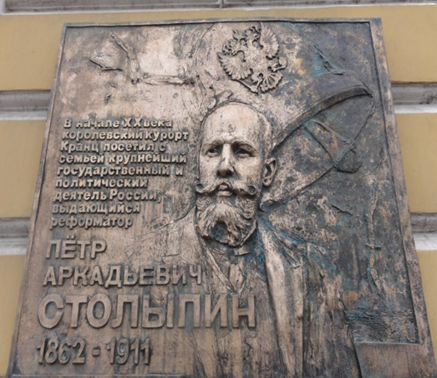 В начале XX века
королевский курорт
Кранц посетил с
семьёй крупнейший
государственный и
политический
деятель России,
выдающийся
реформатор
ПЁТР
АРКАДЬЕВИЧ
СТОЛЫПИН
1862-1911